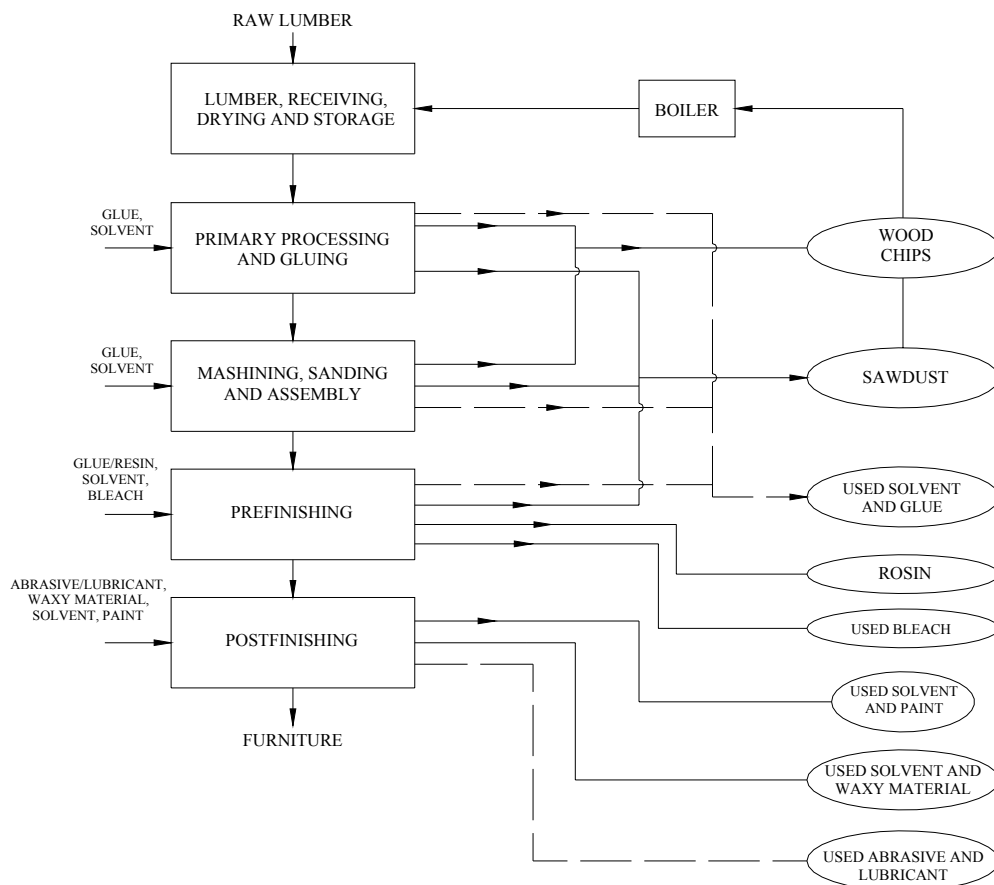 RAW LUMBER
LUMBER, RECEIVING,
DRYING AND STORAGE
BOILER
GLUE,
SOLVENT
PRIMARY PROCESSING
AND GLUING
WOOD
CHIPS
GLUE,
SOLVENT
MASHINING, SANDING
AND ASSEMBLY
SAWDUST
GLUE/RESIN,
SOLVENT,
BLEACH
PREFINISHING
USED SOLVENT
AND GLUE
ROSIN
ABRASIVE/LUBRICANT,
WAXY MATERIAL,
SOLVENT, PAINT
POSTFINISHING
USED BLEACH
USED SOLVENT
AND PAINT
FURNITURE
USED SOLVENT AND
WAXY MATERIAL
USED ABRASIVE AND
LUBRICANT